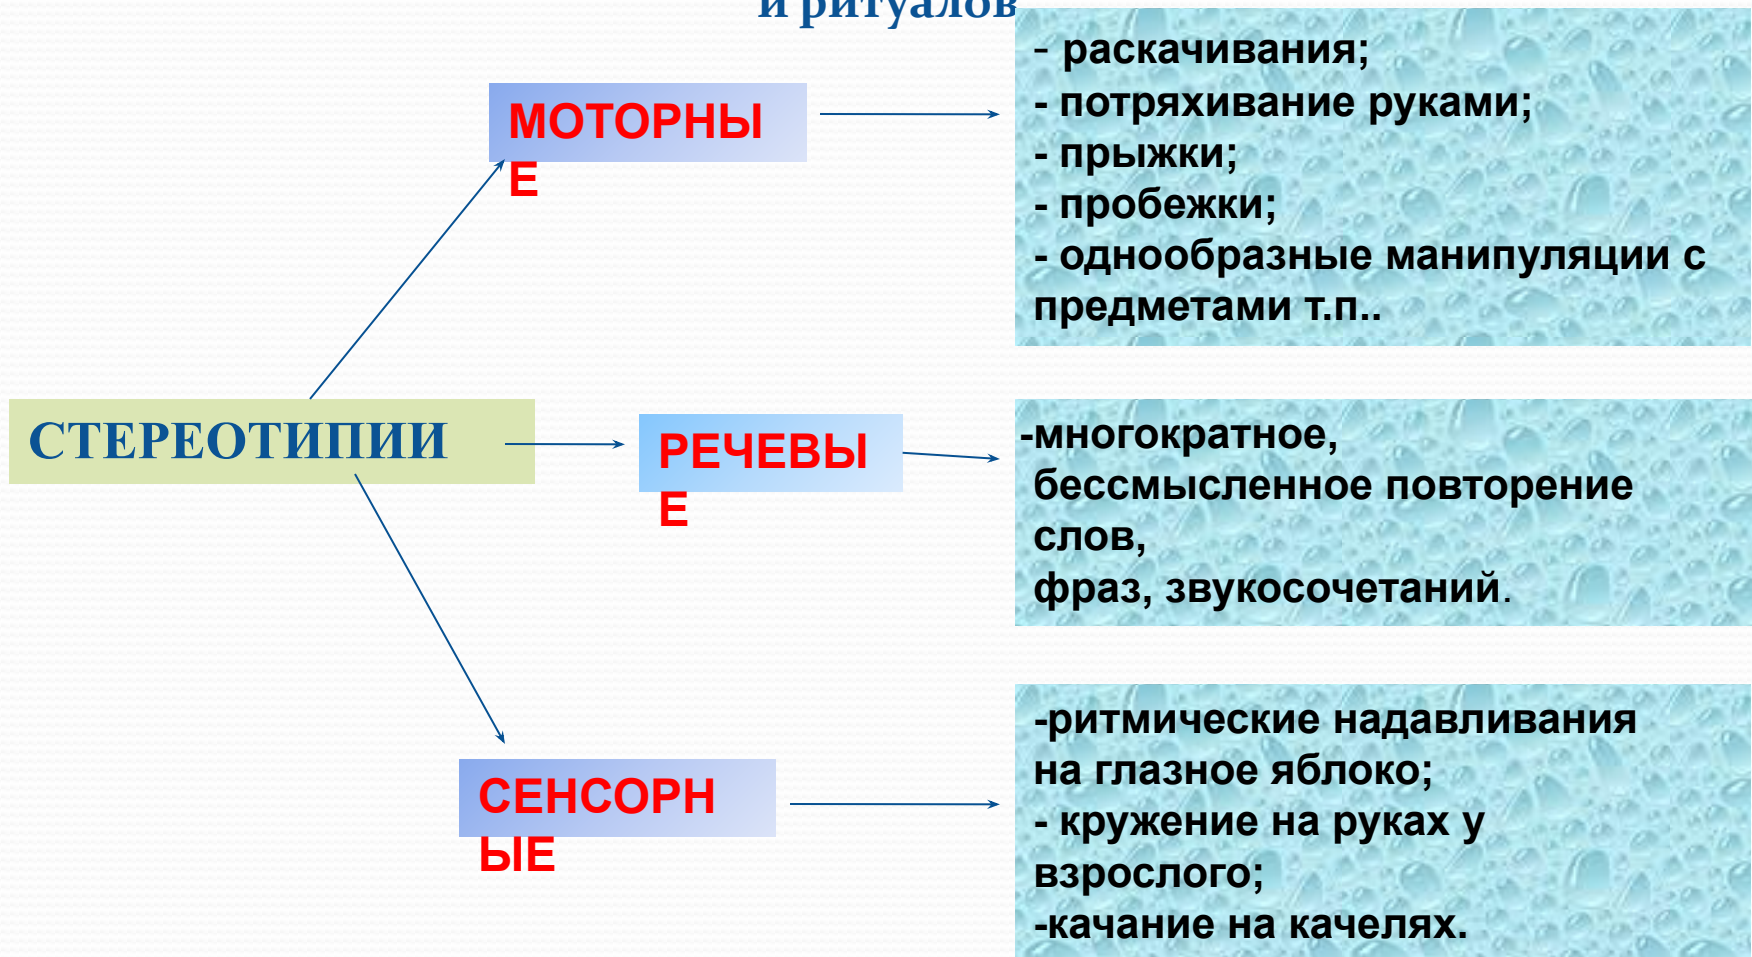 и ритуалов
МОТОРНЫ
Е
- раскачивания;
- потряхивание руками;
- прыжки;
- пробежки;
- однообразные манипуляции с
предметами т.п..
СТЕРЕОТИПИИ
РЕЧЕВЫ
Е
-многократное,
бессмысленное повторение
слов,
фраз, звукосочетаний.
СЕНСОРН
ЫЕ
-ритмические надавливания
на глазное яблоко;
- кружение на руках у
взрослого;
-качание на качелях.